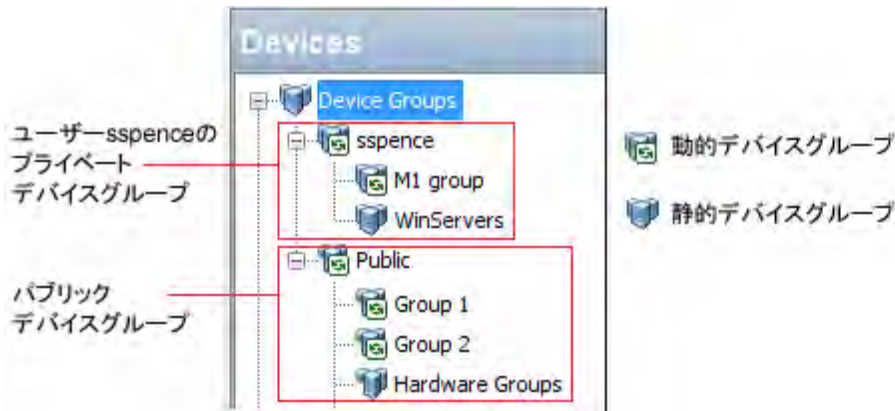 Devices
Device Groups
ユーザーsspenceの
プライベート
デバイスグループ
sspence
M1 group
WinServers
動的デバイスグループ
静的デバイスグループ
パブリック
デバイスグループ
Public
Group 1
Group 2
Hardware Groups